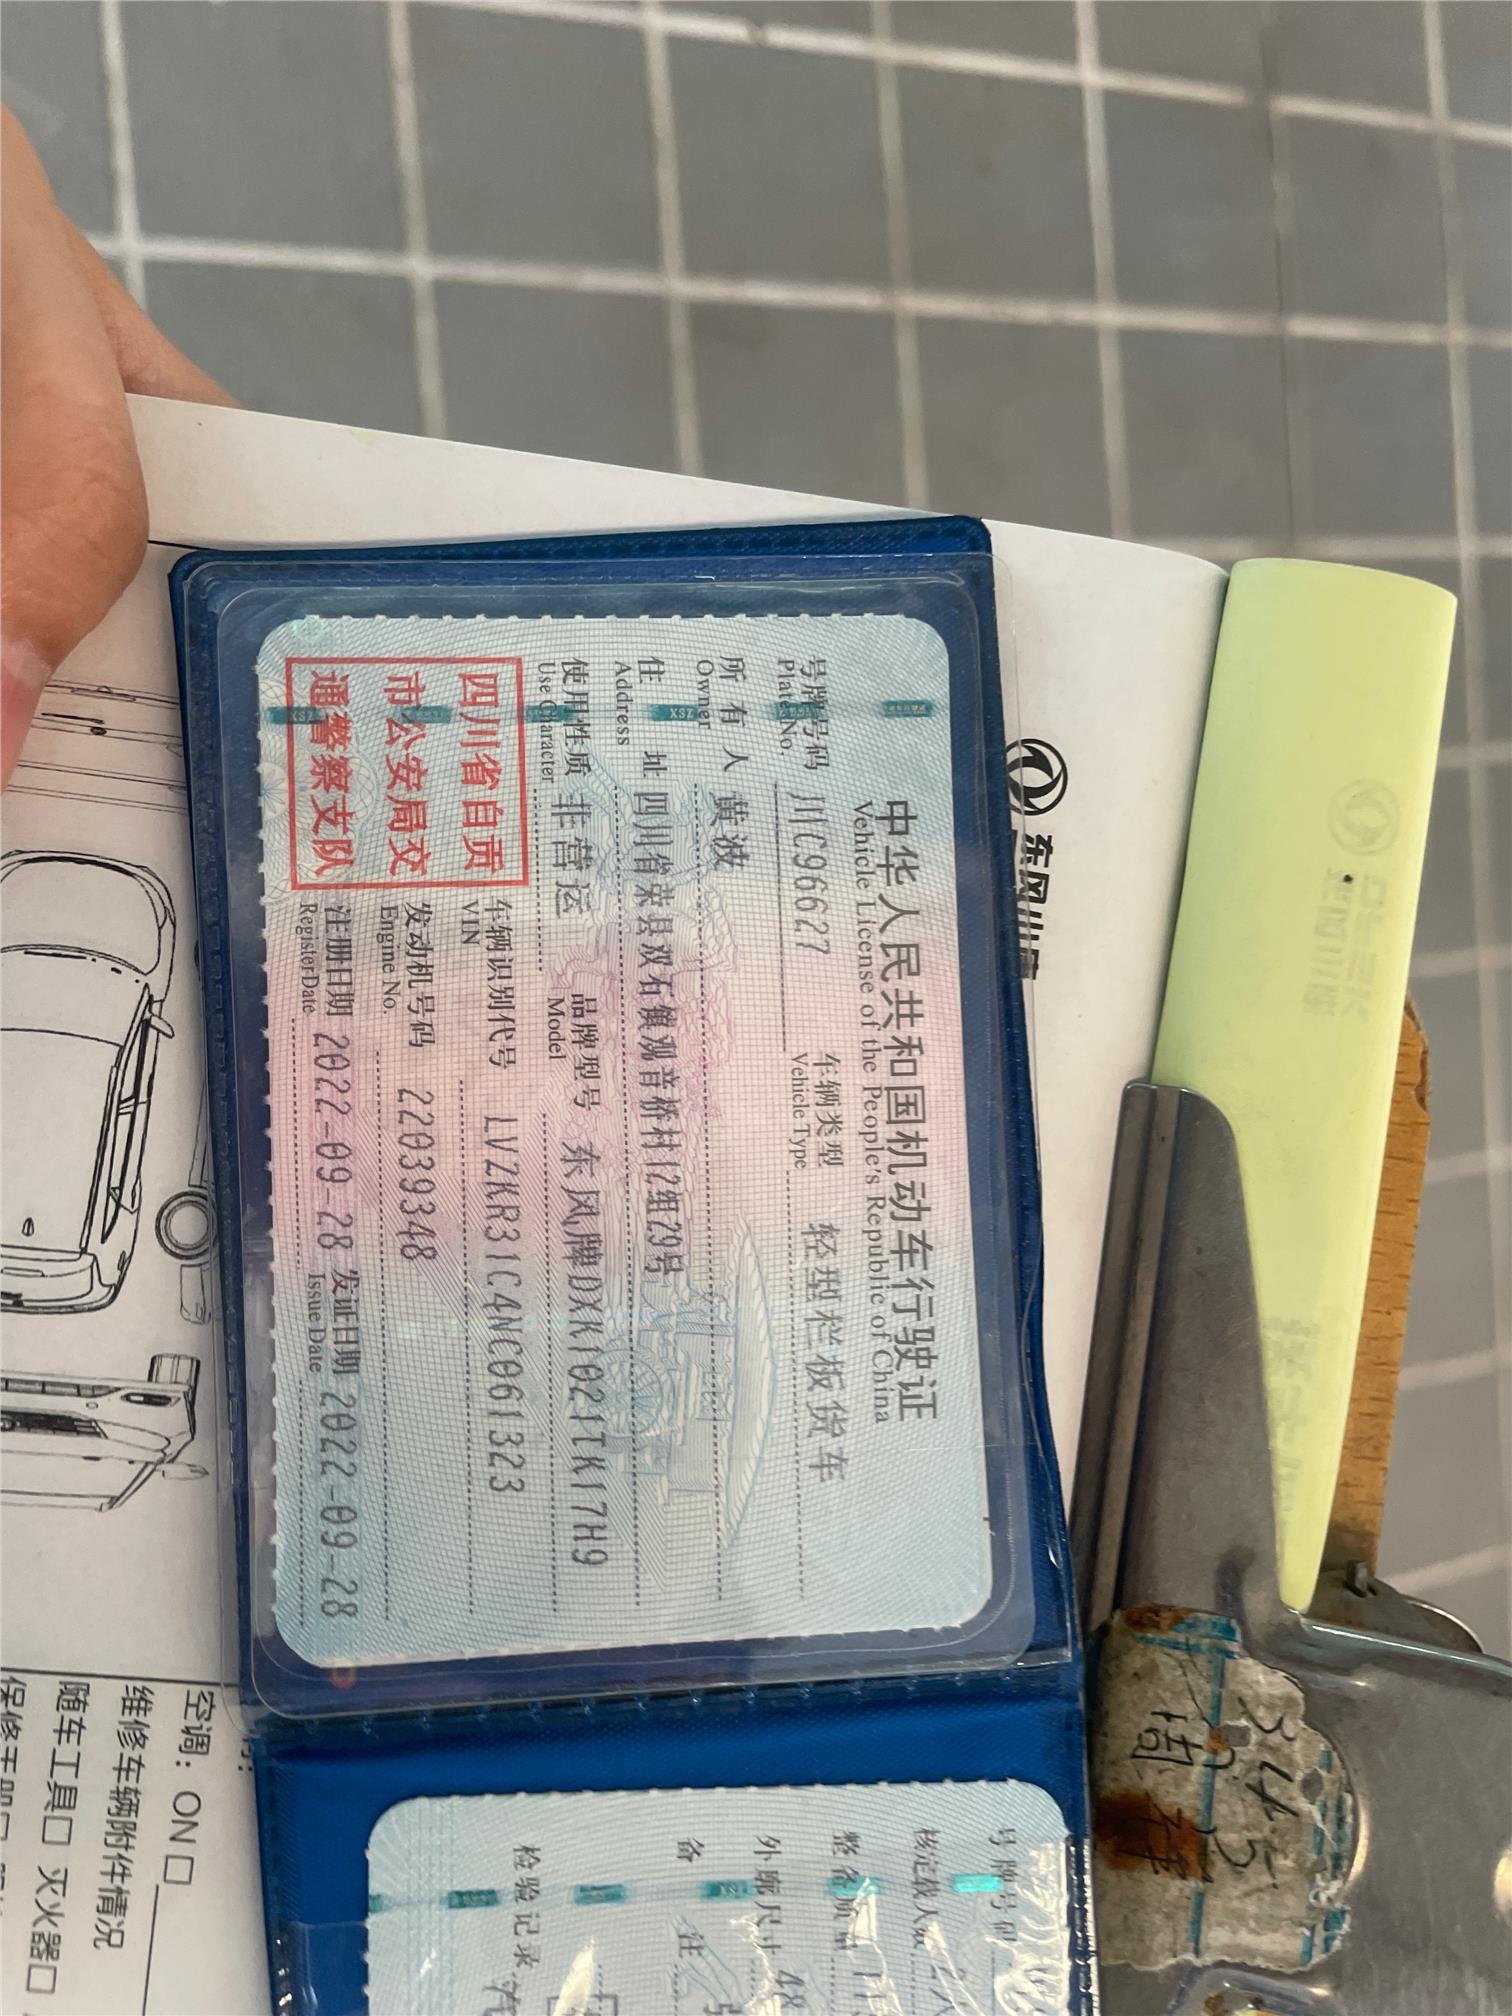 中华人民共和国机动车行驶证
Vehicle License of the People's Republic of China
号牌号码 川C96627 车辆类型 轻型栏板货车
Plate No. Vehicle Type
所有人 黄波
Owner
住址 四川省荣县双石镇观音桥村12组29号
Address
使用性质 非营运 品牌型号 东风牌DXK1021TK17H9
Use Character Model
四川省自贡
市公安局交
通警察支队
车辆识别代号 LVZKR31C4NC061323
VIN
发动机号码 22039348
Engine No.
注册日期 2022-09-28 发证日期 2022-09-28
Register Date Issue Date
号牌号码
核定载人数
整备质量
外廓尺寸 48
备注
检验记录
东风小康
空调： ON □
维修车辆附件情况
随车工具□ 灭火器□
345